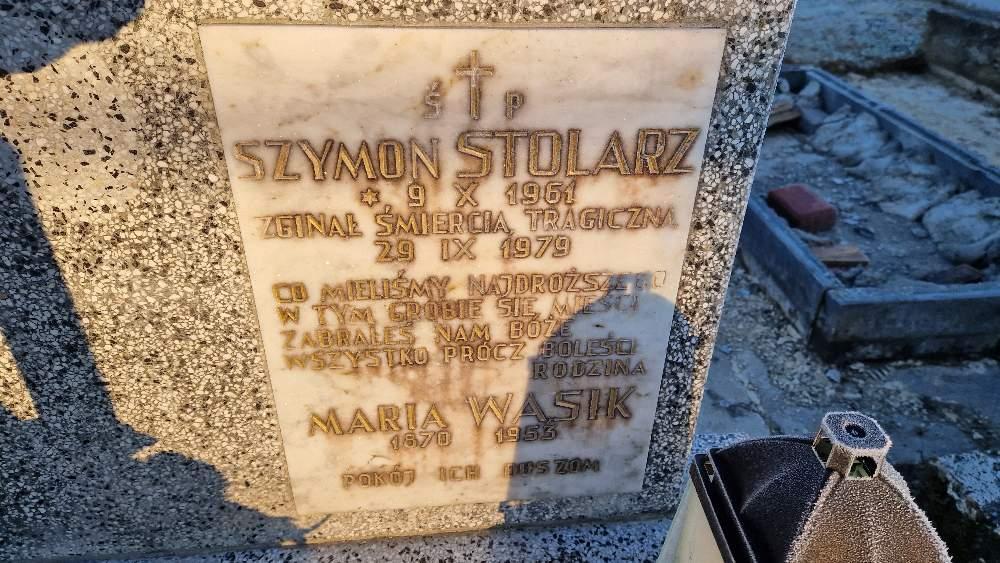 Ś P
SZYMON STOLARZ
* 9 X 1961
ZGINĄŁ ŚMIERCIĄ TRAGICZNĄ
29 IX 1979
CO MIELIŚMY NAJDROŻSZEGO
W TYM GROBIE SIĘ MIEŚCI
ZABRAŁEŚ NAM BOŻE
WSZYSTKO PRÓCZ BOLEŚCI
RODZINA
MARIA WĄSIK
1870 1953
POKÓJ ICH DUSZOM